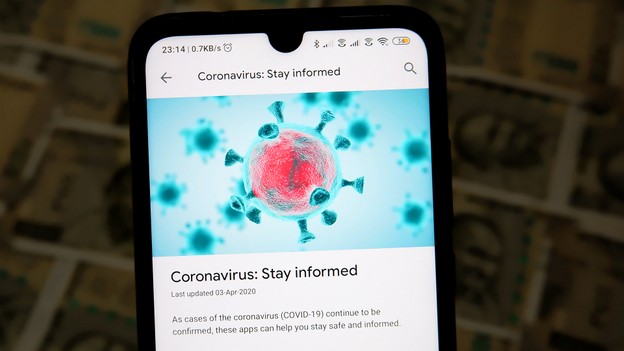 23:14 | 0.7KB/s
Coronavirus: Stay informed
Coronavirus: Stay informed
Last updated 03-Apr-2020
As cases of the coronavirus (COVID-19) continue to
be confirmed, these apps can help you stay safe and informed.